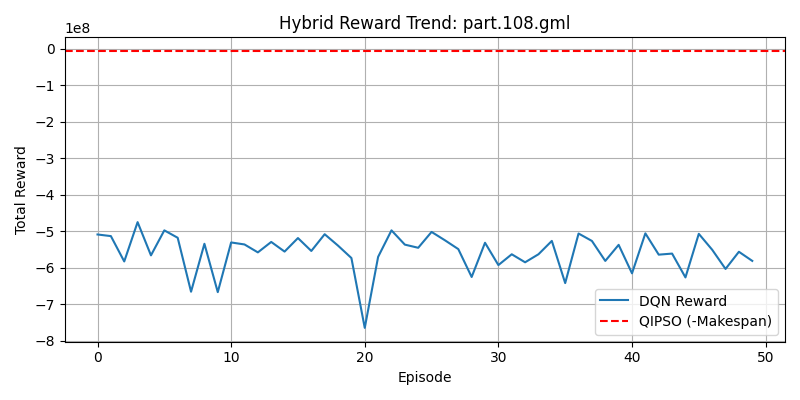 Hybrid Reward Trend: part.108.gml
1e8
0
−1
−2
−3
−4
−5
−6
−7
−8
Total Reward
0 10 20 30 40 50
Episode
DQN Reward
QIPSO (-Makespan)